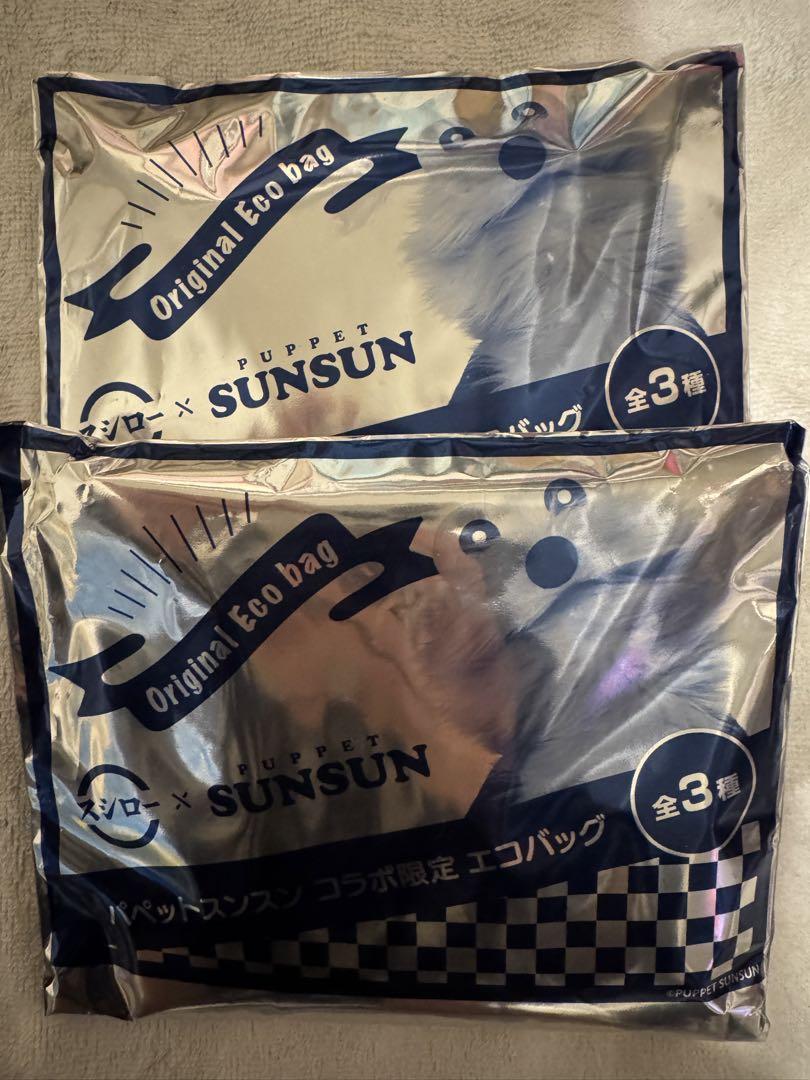 Original Eco bag
PUPPET
スシロー × SUNSUN
全3種
バッグ
Original Eco bag
PUPPET
スシロー × SUNSUN
全3種
パペットスンスン コラボ限定 エコバッグ
©PUPPET SUNSUN